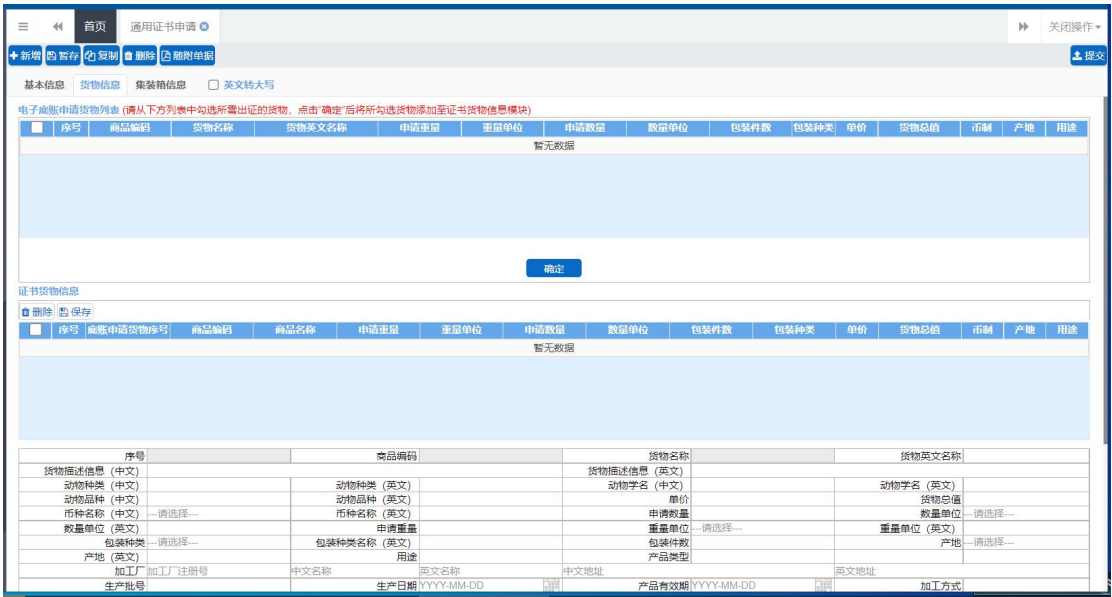 首页 通用证书申请 关闭操作
新增 暂存 复制 删除 随附单据 提交
基本信息 货物信息 集装箱信息 英文转大写
电子底账申请货物列表 (请从下方列表中勾选所需出证的货物，点击“确定”后将所勾选货物添加至证书货物信息模块)
序号 商品编码 货物名称 货物英文名称 申请重量 重量单位 申请数量 数量单位 包装件数 包装种类 单价 货物总值 币制 产地 用途
暂无数据
确定
证书货物信息
删除 保存
序号 底账申请货物序号 商品编码 商品名称 申请重量 重量单位 申请数量 数量单位 包装件数 包装种类 单价 货物总值 币制 产地 用途
暂无数据
序号 商品编码 货物名称 货物英文名称
货物描述信息（中文） 货物描述信息（英文）
动物种类（中文） 动物种类（英文） 动物学名（中文） 动物学名（英文）
动物品种（中文） 动物品种（英文） 单价 货物总值
币种名称（中文） ---请选择--- 币种名称（英文） 申请数量 数量单位 ---请选择---
数量单位（英文） 申请重量 重量单位 ---请选择--- 重量单位（英文）
包装种类 ---请选择--- 包装种类名称（英文） 包装件数 产地 ---请选择---
产地（英文） 用途 产品类型
加工厂 加工厂注册号 中文名称 英文名称 中文地址 英文地址
生产批号 生产日期 YYYY-MM-DD 产品有效期 YYYY-MM-DD 加工方式